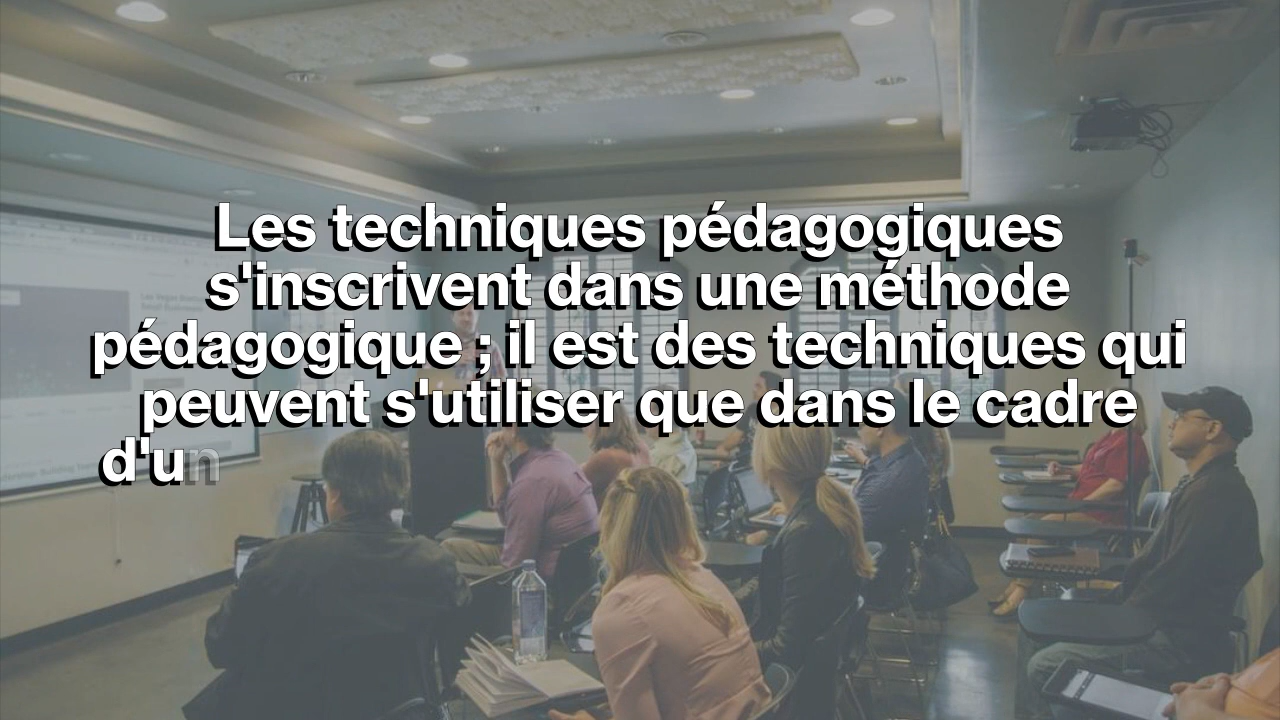 Les techniques pédagogiques
s'inscrivent dans une méthode
pédagogique ; il est des techniques qui
peuvent s'utiliser que dans le cadre
d'un